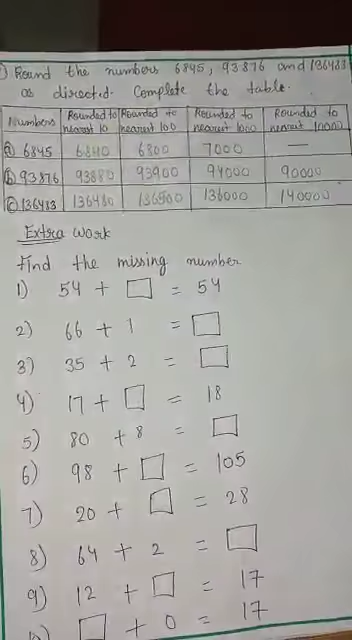 ) Round the numbers 6845, 93876 and 136483
as directed. Complete the table.
Numbers | Rounded to nearest 10 | Rounded to nearest 100 | Rounded to nearest 1000 | Rounded to nearest 10000
(a) 6845 | 6840 | 6800 | 7000 | —
(b) 93876 | 93880 | 93900 | 94000 | 90000
(c) 136483 | 136480 | 136500 | 136000 | 140000
Extra work
Find the missing number
1) 54 + □ = 54
2) 66 + 1 = □
3) 35 + 2 = □
4) 17 + □ = 18
5) 80 + 8 = □
6) 98 + □ = 105
7) 20 + □ = 28
8) 64 + 2 = □
9) 12 + □ = 17
□ + 0 = 17